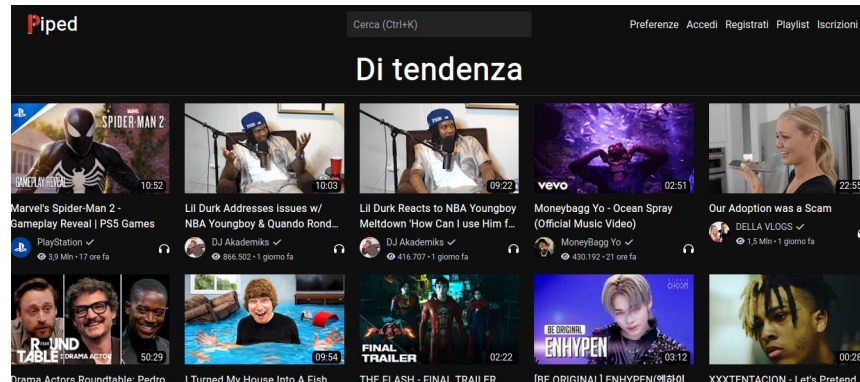 Piped
Cerca (Ctrl+K)
Preferenze Accedi Registrati Playlist Iscrizioni
Di tendenza
SPIDER-MAN 2
GAMEPLAY REVEAL
10:52
10:03
09:22
vevo
02:51
22:55
Marvel's Spider-Man 2 -
Gameplay Reveal | PS5 Games
PlayStation
3,9 Mln • 17 ore fa
Lil Durk Addresses issues w/
NBA Youngboy & Quando Rond...
DJ Akademiks
866.502 • 1 giorno fa
Lil Durk Reacts to NBA Youngboy
Meltdown 'How Can I use Him f...
DJ Akademiks
416.707 • 1 giorno fa
Moneybagg Yo - Ocean Spray
(Official Music Video)
MoneyBagg Yo
430.192 • 21 ore fa
Our Adoption was a Scam
DELLA VLOGS
1,5 Mln • 1 giorno fa
ROUND
TABLE: DRAMA ACTOR
50:29
09:54
FINAL
TRAILER
02:22
STUDIO
CHOOM
BE ORIGINAL
ENHYPEN
03:12
00:28
Drama Actors Roundtable: Pedro
I Turned My House Into A Fish
THE FLASH - FINAL TRAILER
[BE ORIGINAL] ENHYPEN(엔하이
XXXTENTACION - Let's Pretend